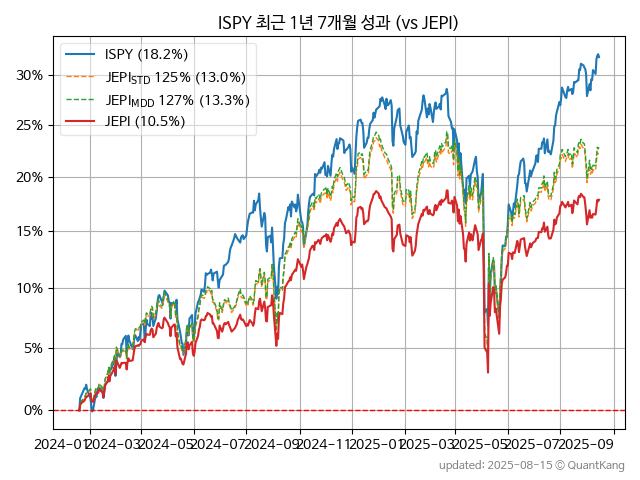 ISPY 최근 1년 7개월 성과 (vs JEPI)
ISPY (18.2%)
JEPI_STD 125% (13.0%)
JEPI_MDD 127% (13.3%)
JEPI (10.5%)
30%
25%
20%
15%
10%
5%
0%
2024-01 2024-03 2024-05 2024-07 2024-09 2024-11 2025-01 2025-03 2025-05 2025-07 2025-09
updated: 2025-08-15 © QuantKang